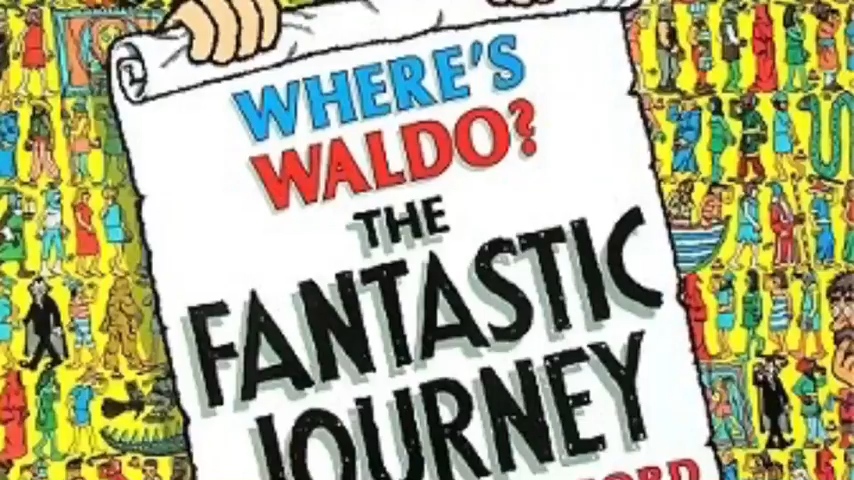 WHERE'S
WALDO?
THE
FANTASTIC
JOURNEY